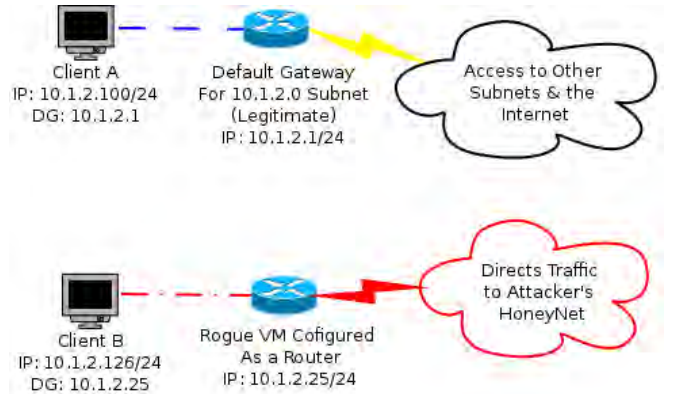 Client A
IP: 10.1.2.100/24
DG: 10.1.2.1
Default Gateway
For 10.1.2.0 Subnet
(Legitimate)
IP: 10.1.2.1/24
Access to Other
Subnets & the
Internet
Client B
IP: 10.1.2.126/24
DG: 10.1.2.25
Rogue VM Cofigured
As a Router
IP: 10.1.2.25/24
Directs Traffic
to Attacker's
HoneyNet